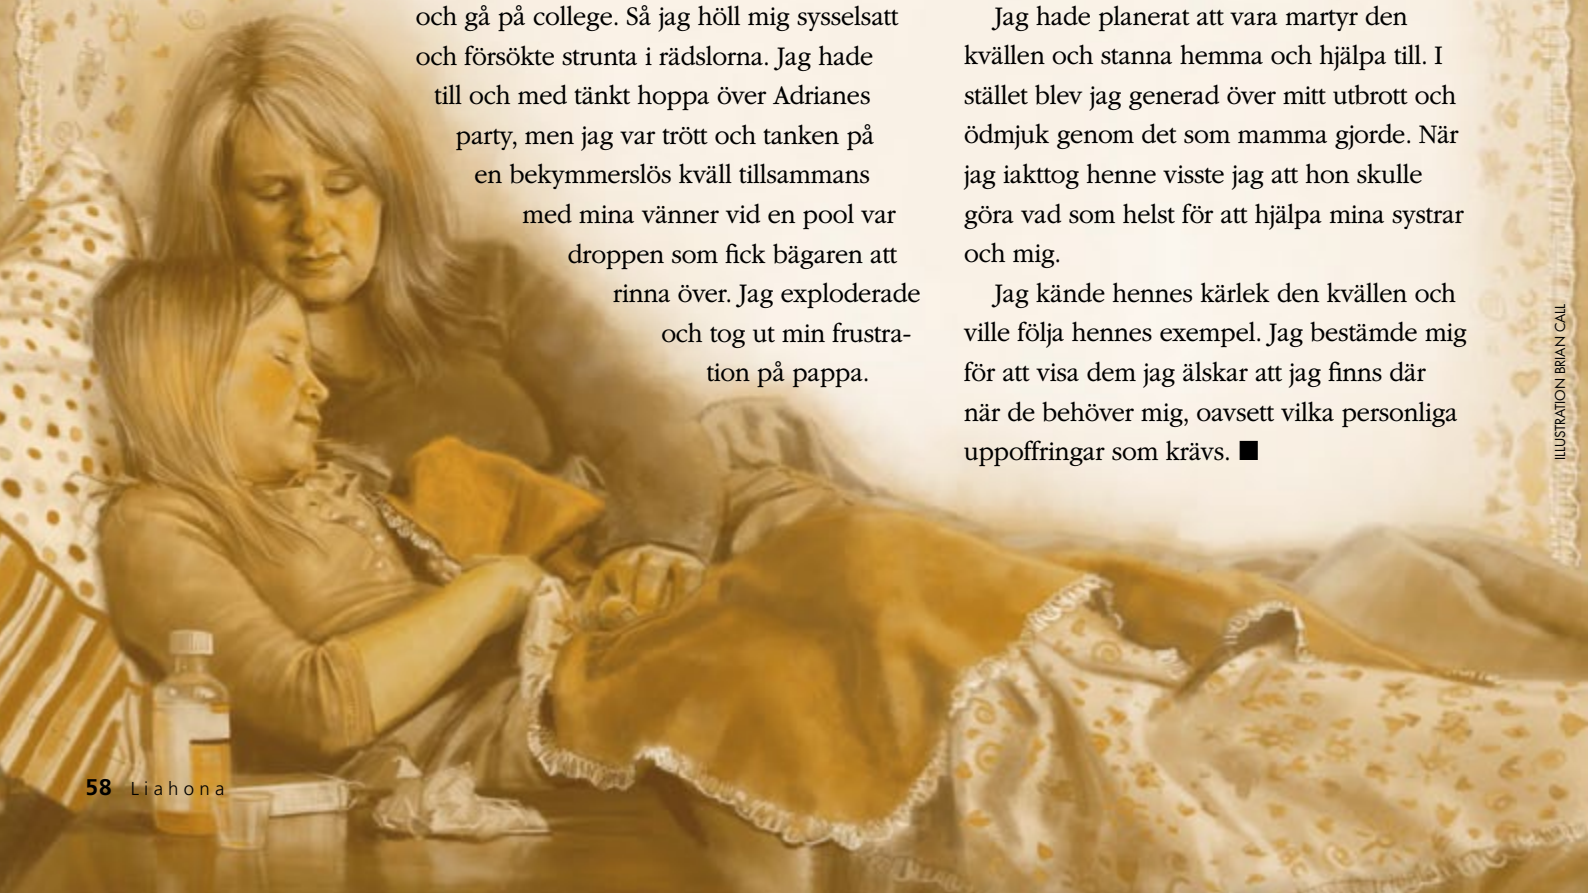 och gå på college. Så jag höll mig sysselsatt
och försökte strunta i rädslorna. Jag hade
till och med tänkt hoppa över Adrianes
party, men jag var trött och tanken på
en bekymmerslös kväll tillsammans
med mina vänner vid en pool var
droppen som fick bägaren att
rinna över. Jag exploderade
och tog ut min frustra-
tion på pappa.
Jag hade planerat att vara martyr den
kvällen och stanna hemma och hjälpa till. I
stället blev jag generad över mitt utbrott och
ödmjuk genom det som mamma gjorde. När
jag iakttog henne visste jag att hon skulle
göra vad som helst för att hjälpa mina systrar
och mig.
Jag kände hennes kärlek den kvällen och
ville följa hennes exempel. Jag bestämde mig
för att visa dem jag älskar att jag finns där
när de behöver mig, oavsett vilka personliga
uppoffringar som krävs. ■
ILLUSTRATION BRIAN CALL
58 Liahona